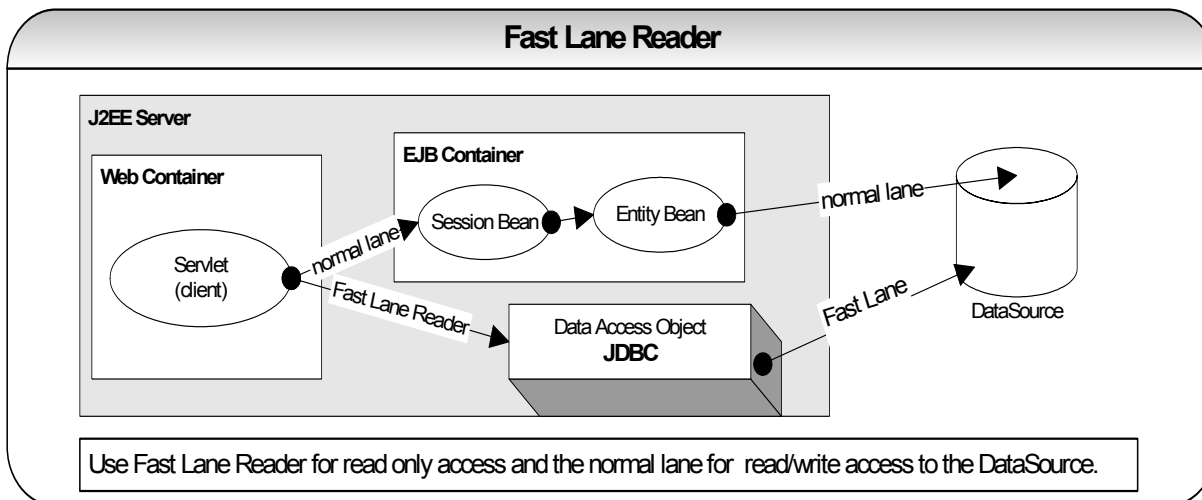 Fast Lane Reader
J2EE Server
Web Container
EJB Container
Servlet
(client)
normal lane
Session Bean
Entity Bean
normal lane
Fast Lane Reader
Data Access Object
JDBC
Fast Lane
DataSource
Use Fast Lane Reader for read only access and the normal lane for read/write access to the DataSource.